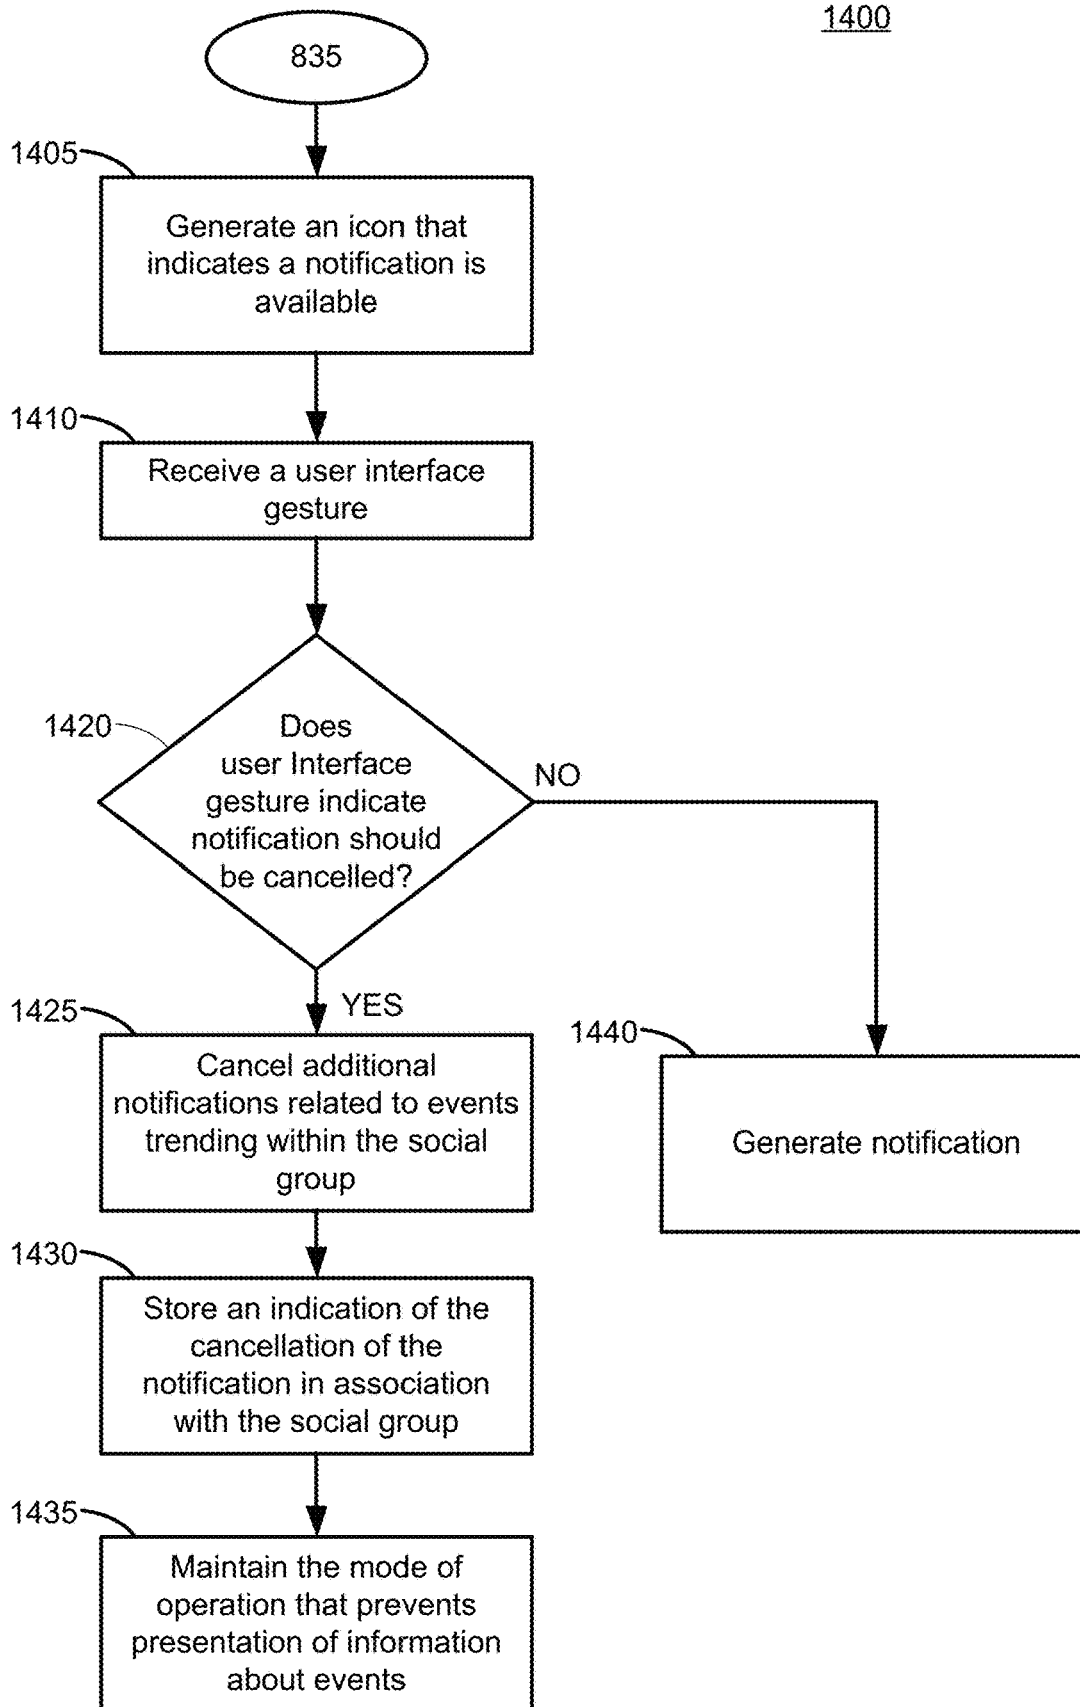 1400
835
1405
Generate an icon that
indicates a notification is
available
1410
Receive a user interface
gesture
1420
Does
user Interface
gesture indicate
notification should
be cancelled?
NO
YES
1425
Cancel additional
notifications related to events
trending within the social
group
1440
Generate notification
1430
Store an indication of the
cancellation of the
notification in association
with the social group
1435
Maintain the mode of
operation that prevents
presentation of information
about events